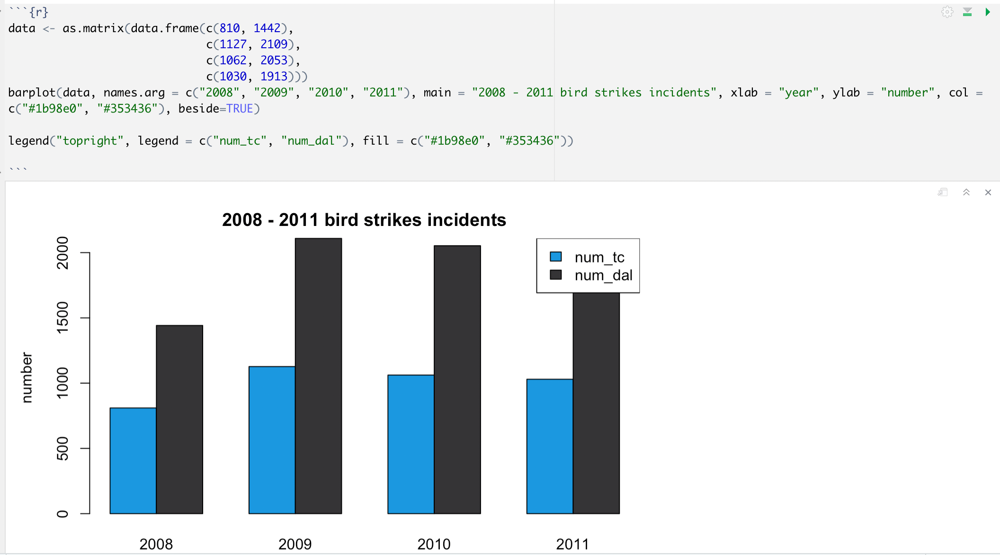 ```{r}
data <- as.matrix(data.frame(c(810, 1442),
                             c(1127, 2109),
                             c(1062, 2053),
                             c(1030, 1913)))
barplot(data, names.arg = c("2008", "2009", "2010", "2011"), main = "2008 - 2011 bird strikes incidents", xlab = "year", ylab = "number", col =
c("#1b98e0", "#353436"), beside=TRUE)
legend("topright", legend = c("num_tc", "num_dal"), fill = c("#1b98e0", "#353436"))
```
2008 - 2011 bird strikes incidents
num_tc
num_dal
number
2000
1500
1000
500
0
2008 2009 2010 2011